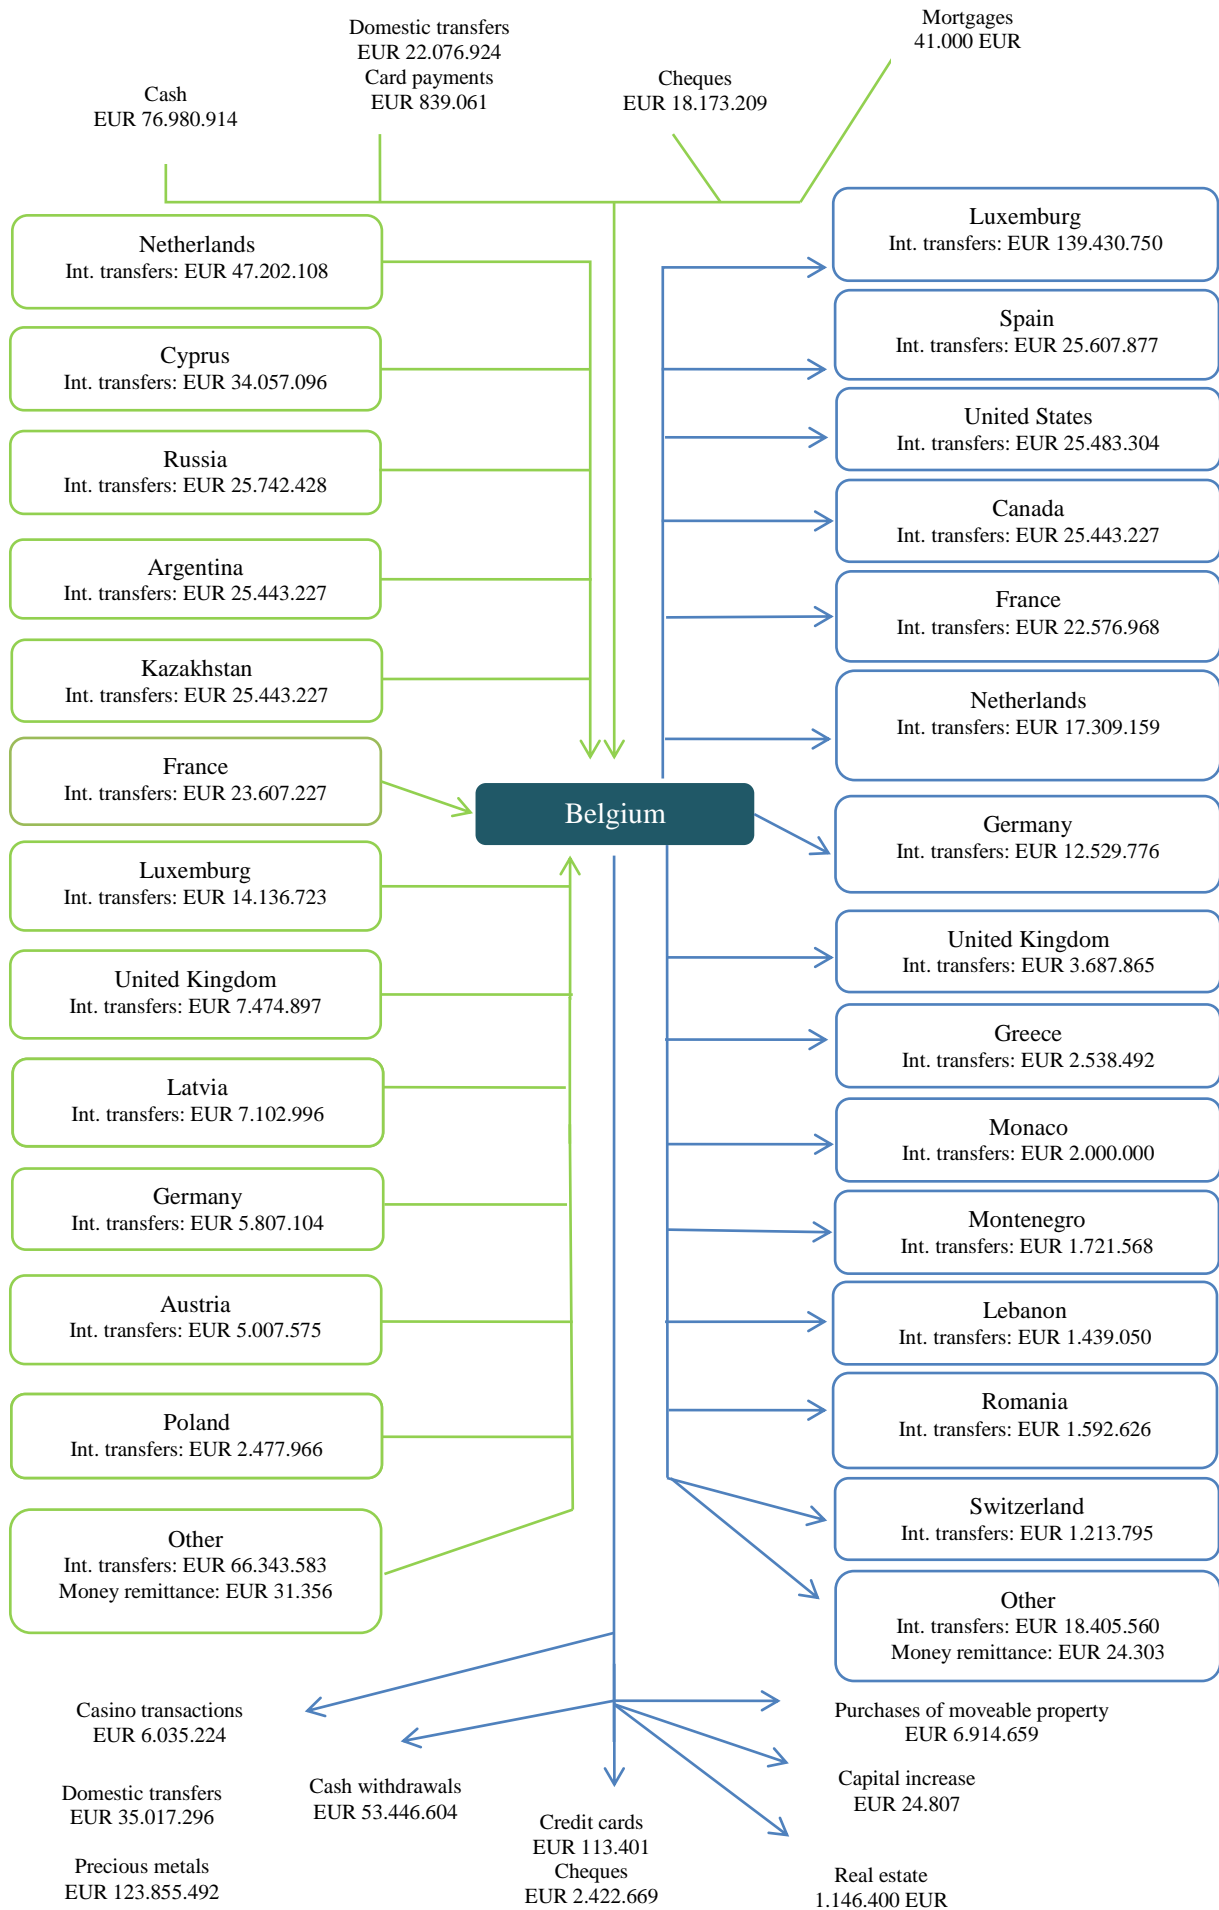 Mortgages
41.000 EUR
Domestic transfers
EUR 22.076.924
Card payments
EUR 839.061
Cheques
EUR 18.173.209
Cash
EUR 76.980.914
Netherlands
Int. transfers: EUR 47.202.108
Cyprus
Int. transfers: EUR 34.057.096
Russia
Int. transfers: EUR 25.742.428
Argentina
Int. transfers: EUR 25.443.227
Kazakhstan
Int. transfers: EUR 25.443.227
France
Int. transfers: EUR 23.607.227
Luxemburg
Int. transfers: EUR 14.136.723
United Kingdom
Int. transfers: EUR 7.474.897
Latvia
Int. transfers: EUR 7.102.996
Germany
Int. transfers: EUR 5.807.104
Austria
Int. transfers: EUR 5.007.575
Poland
Int. transfers: EUR 2.477.966
Other
Int. transfers: EUR 66.343.583
Money remittance: EUR 31.356
Belgium
Luxemburg
Int. transfers: EUR 139.430.750
Spain
Int. transfers: EUR 25.607.877
United States
Int. transfers: EUR 25.483.304
Canada
Int. transfers: EUR 25.443.227
France
Int. transfers: EUR 22.576.968
Netherlands
Int. transfers: EUR 17.309.159
Germany
Int. transfers: EUR 12.529.776
United Kingdom
Int. transfers: EUR 3.687.865
Greece
Int. transfers: EUR 2.538.492
Monaco
Int. transfers: EUR 2.000.000
Montenegro
Int. transfers: EUR 1.721.568
Lebanon
Int. transfers: EUR 1.439.050
Romania
Int. transfers: EUR 1.592.626
Switzerland
Int. transfers: EUR 1.213.795
Other
Int. transfers: EUR 18.405.560
Money remittance: EUR 24.303
Casino transactions
EUR 6.035.224
Domestic transfers
EUR 35.017.296
Precious metals
EUR 123.855.492
Cash withdrawals
EUR 53.446.604
Credit cards
EUR 113.401
Cheques
EUR 2.422.669
Purchases of moveable property
EUR 6.914.659
Capital increase
EUR 24.807
Real estate
1.146.400 EUR